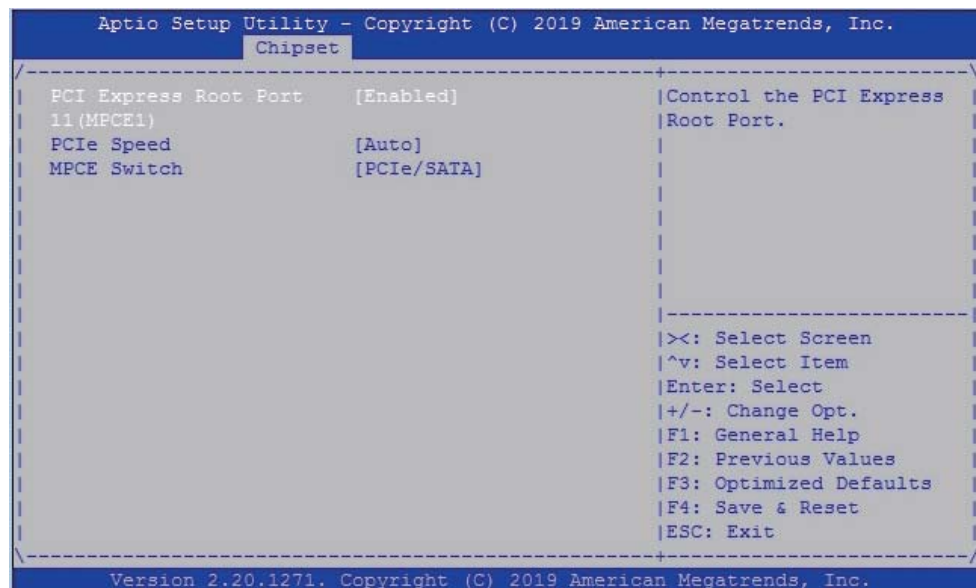 Aptio Setup Utility - Copyright (C) 2019 American Megatrends, Inc.
Chipset
PCI Express Root Port [Enabled] Control the PCI Express
11(MPCE1) Root Port.
PCIe Speed [Auto]
MPCE Switch [PCIe/SATA]
><: Select Screen
^v: Select Item
Enter: Select
+/-: Change Opt.
F1: General Help
F2: Previous Values
F3: Optimized Defaults
F4: Save & Reset
ESC: Exit
Version 2.20.1271. Copyright (C) 2019 American Megatrends, Inc.